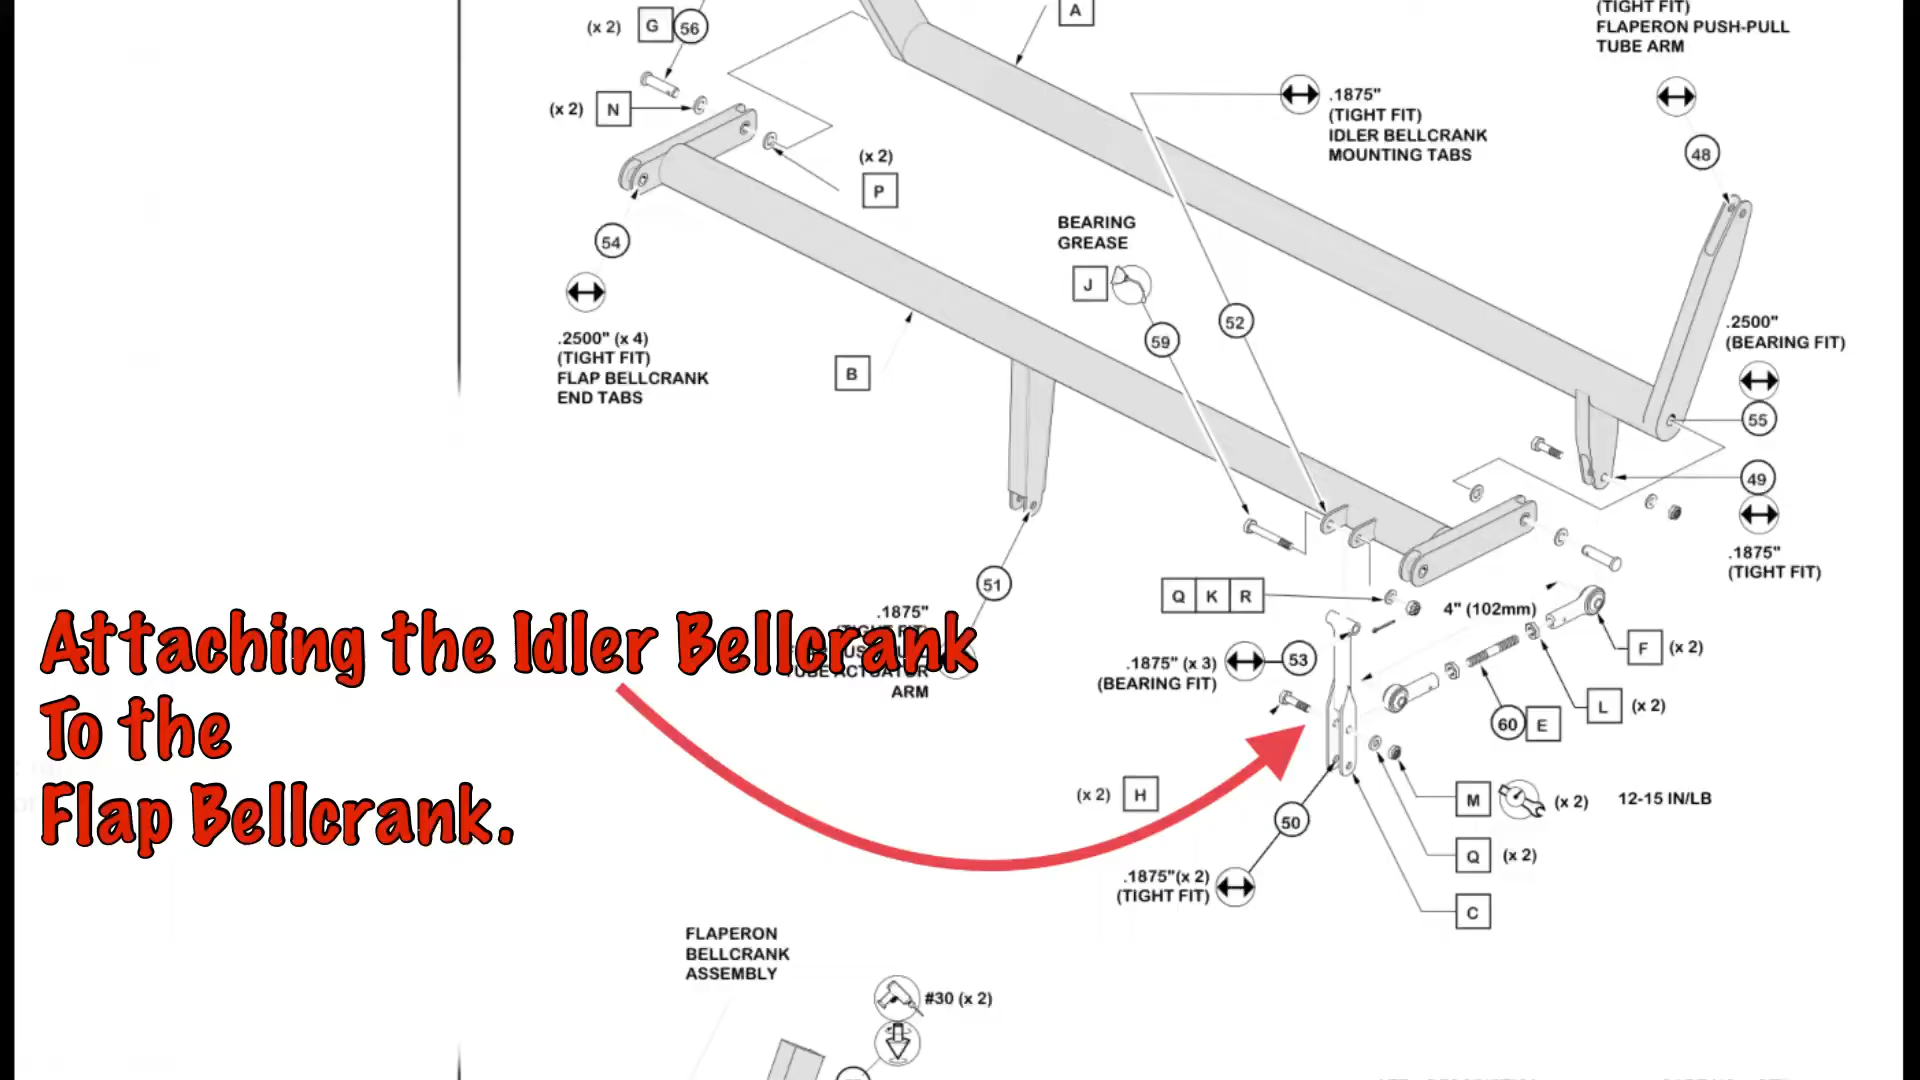 (TIGHT FIT)
FLAPERON PUSH-PULL
TUBE ARM
(x 2) G 56
A
(x 2) N
.1875"
(TIGHT FIT)
IDLER BELLCRANK
MOUNTING TABS
48
(x 2)
P
BEARING
GREASE
J
54
59
52
.2500" (x 4)
(TIGHT FIT)
FLAP BELLCRANK
END TABS
B
.2500"
(BEARING FIT)
55
49
.1875"
(TIGHT FIT)
51
Q K R
4" (102mm)
.1875"
TUBE ACTUATOR
ARM
Attaching the Idler Bellcrank
To the
Flap Bellcrank.
.1875" (x 3)
(BEARING FIT)
53
F (x 2)
L (x 2)
60 E
(x 2) H
M (x 2) 12-15 IN/LB
50
Q (x 2)
.1875"(x 2)
(TIGHT FIT)
C
FLAPERON
BELLCRANK
ASSEMBLY
#30 (x 2)